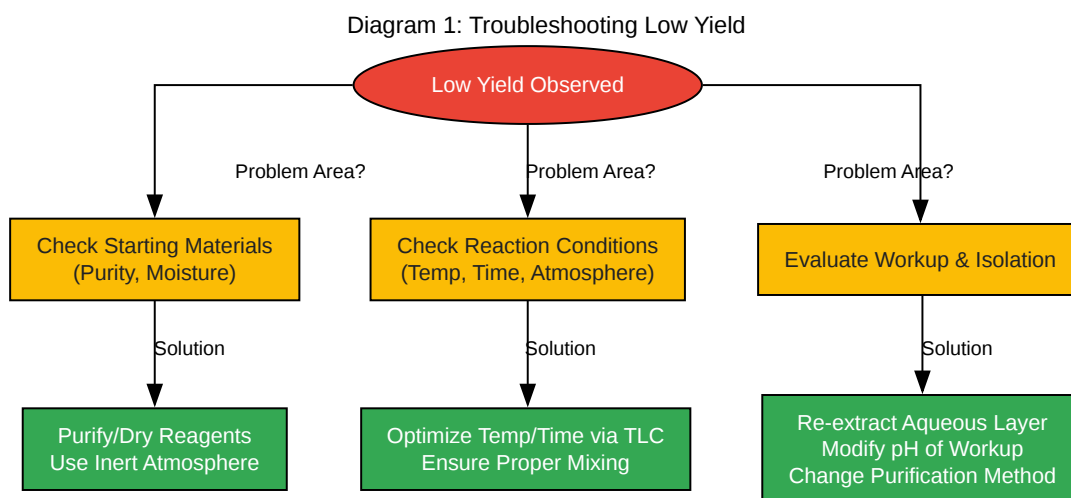 Diagram 1: Troubleshooting Low Yield
Low Yield Observed
Problem Area?
Problem Area?
Problem Area?
Check Starting Materials
(Purity, Moisture)
Check Reaction Conditions
(Temp, Time, Atmosphere)
Evaluate Workup & Isolation
Solution
Solution
Solution
Purify/Dry Reagents
Use Inert Atmosphere
Optimize Temp/Time via TLC
Ensure Proper Mixing
Re-extract Aqueous Layer
Modify pH of Workup
Change Purification Method